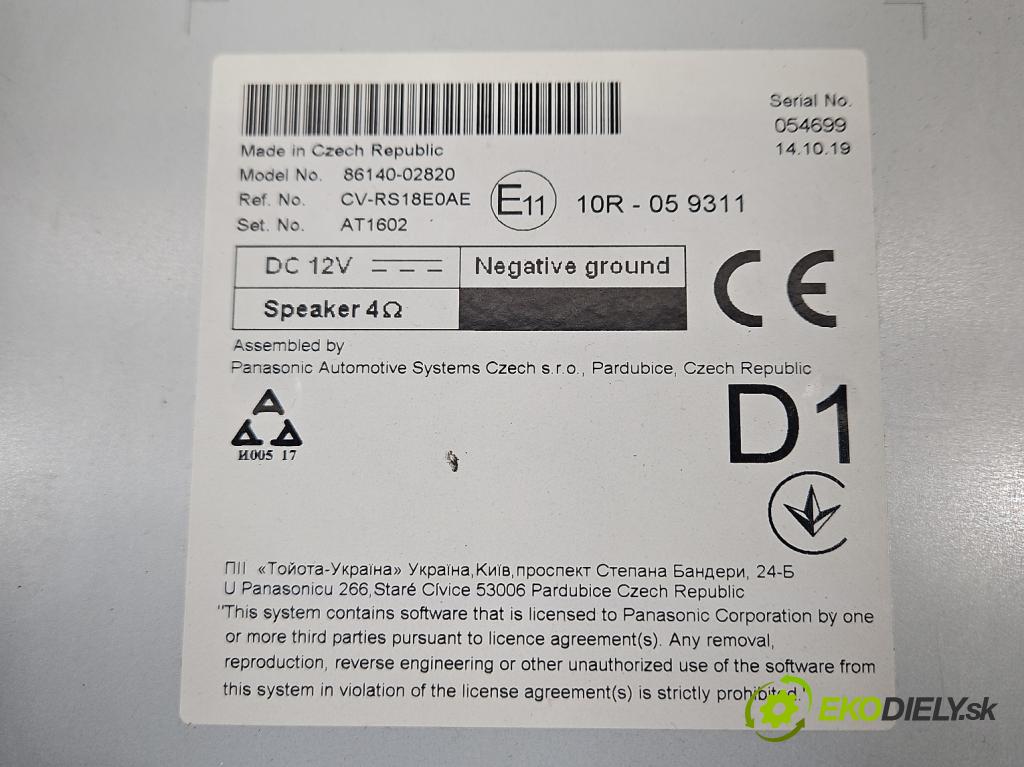 Serial No.
054699
14.10.19
Made in Czech Republic
Model No. 86140-02820
Ref. No. CV-RS18E0AE
Set. No. AT1602
E11 10R - 05 9311
DC 12V Negative ground
Speaker 4Ω
CE
Assembled by
Panasonic Automotive Systems Czech s.r.o., Pardubice, Czech Republic
И005 17
D1
ПІІ «Тойота-Україна» Україна,Київ,проспект Степана Бандери, 24-Б
U Panasonicu 266,Staré Cívice 53006 Pardubice Czech Republic
"This system contains software that is licensed to Panasonic Corporation by one
or more third parties pursuant to licence agreement(s). Any removal,
reproduction, reverse engineering or other unauthorized use of the software from
this system in violation of the license agreement(s) is strictly prohibited."
EKODIELY.sk